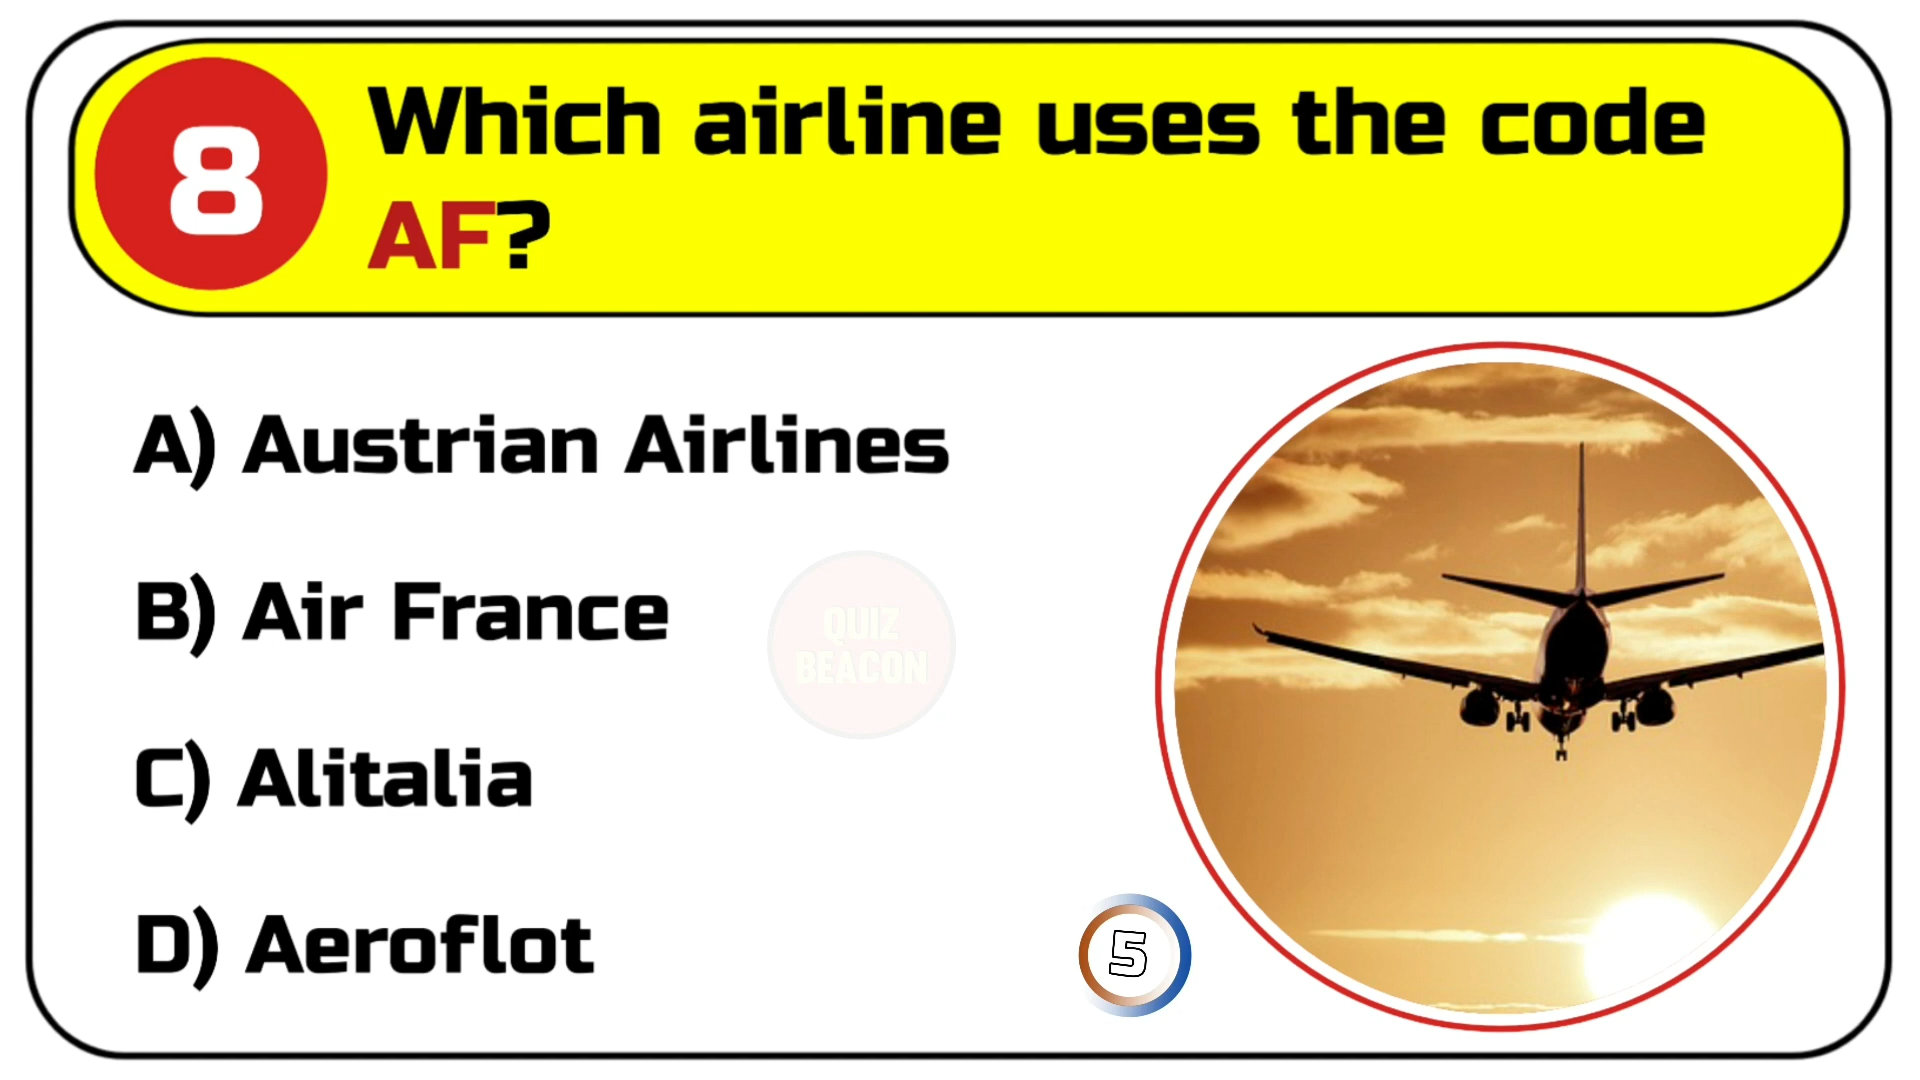 8
Which airline uses the code
AF?
A) Austrian Airlines
B) Air France
QUIZ
BEACON
C) Alitalia
D) Aeroflot
5